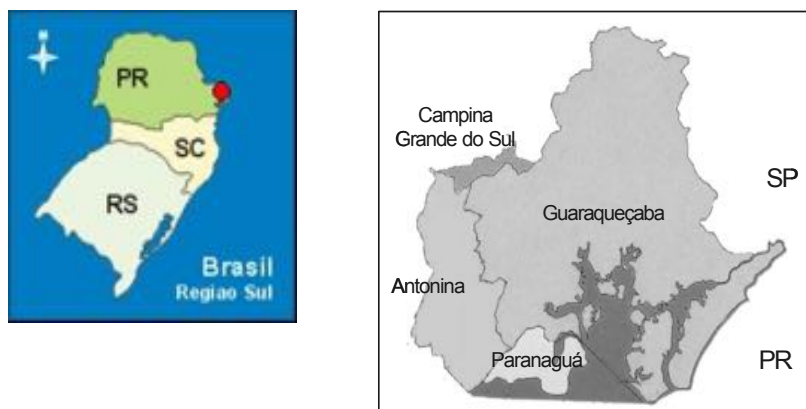 N
PR
SC
RS
Brasil
Regiao Sul
Campina
Grande do Sul
SP
Guaraqueçaba
Antonina
Paranaguá
PR